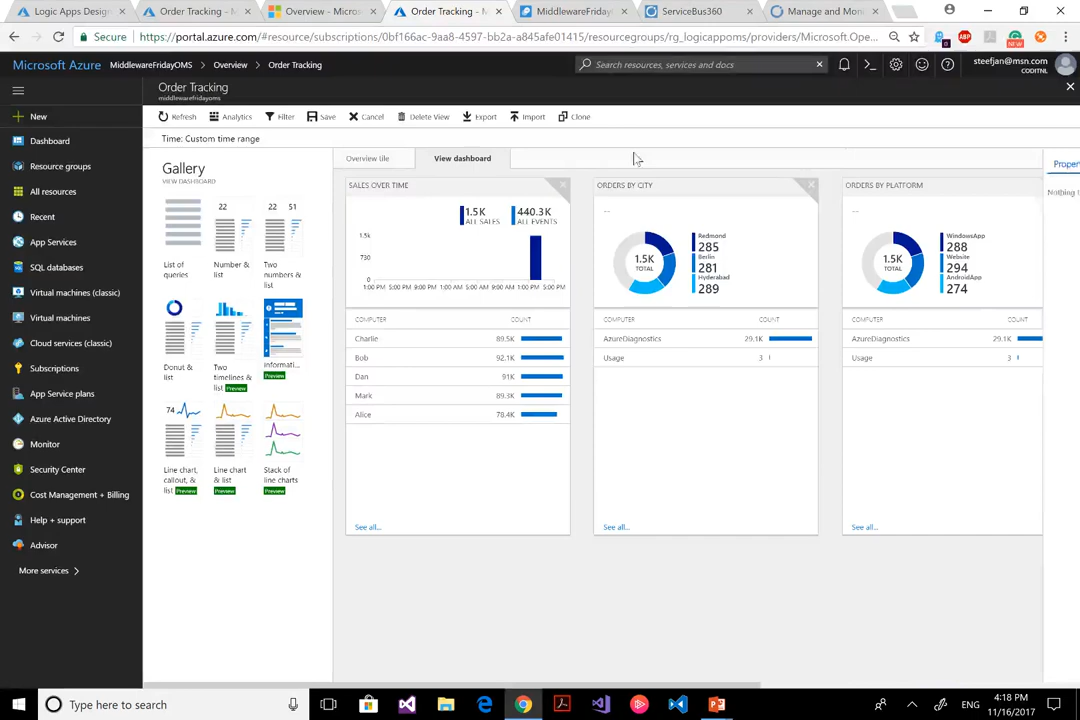 Logic Apps Design
Order Tracking - M
Overview - Micros
Order Tracking - M
MiddlewareFriday
ServiceBus360
Manage and Mon
Secure
https://portal.azure.com/#resource/subscriptions/0bf166ac-9aa8-4597-bb2a-a845afe01415/resourcegroups/rg_logicappoms/providers/Microsoft.Ope...
Microsoft Azure
MiddlewareFridayOMS
Overview
Order Tracking
Search resources, services and docs
steefjan@msn.com
CODITNL
Order Tracking
middlewarefridayoms
Refresh
Analytics
Filter
Save
Cancel
Delete View
Export
Import
Clone
Time: Custom time range
New
Dashboard
Resource groups
All resources
Recent
App Services
SQL databases
Virtual machines (classic)
Virtual machines
Cloud services (classic)
Subscriptions
App Service plans
Azure Active Directory
Monitor
Security Center
Cost Management + Billing
Help + support
Advisor
More services
Gallery
VIEW DASHBOARD
22
22 51
List of
queries
Number &
list
Two
numbers &
list
Donut &
list
Two
timelines &
list Preview
Informati...
Preview
74
Line chart,
callout, &
list Preview
Line chart
& list
Preview
Stack of
line charts
Preview
Overview tile
View dashboard
Proper
Nothing t
SALES OVER TIME
1.5K
ALL SALES
440.3K
ALL EVENTS
1.5k
730
0
1:00 PM 5:00 PM 9:00 PM 1:00 AM 5:00 AM 9:00 AM 1:00 PM 5:00 PM
COMPUTER COUNT
Charlie 89.5K
Bob 92.1K
Dan 91K
Mark 89.3K
Alice 78.4K
See all...
ORDERS BY CITY
--
1.5K
TOTAL
Redmond
285
Berlin
281
Hyderabad
289
COMPUTER COUNT
AzureDiagnostics 29.1K
Usage 3
See all...
ORDERS BY PLATFORM
--
1.5K
TOTAL
WindowsApp
288
Website
294
AndroidApp
274
COMPUTER COUNT
AzureDiagnostics 29.1K
Usage 3
See all...
Type here to search
ENG
4:18 PM
11/16/2017